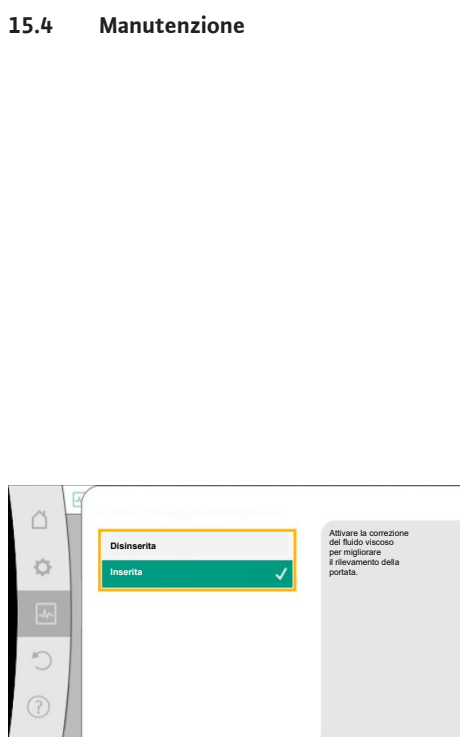 15.4 Manutenzione
Disinserita
Inserita
Attivare la correzione
del fluido viscoso
per migliorare
il rilevamento della
portata.
?